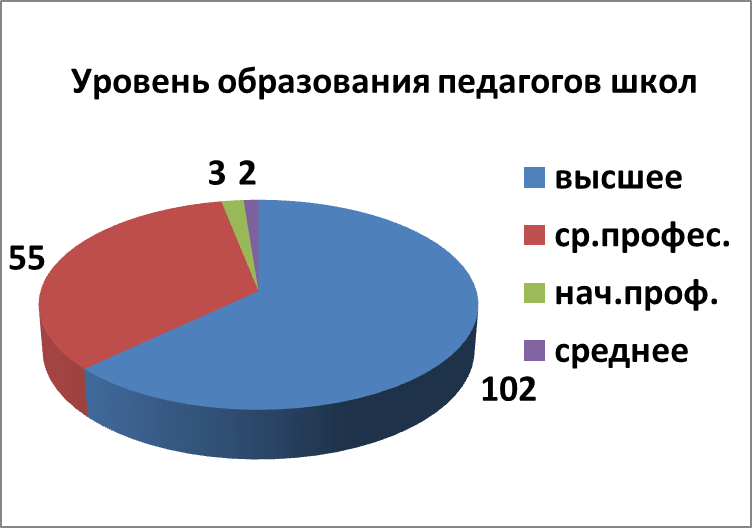 Уровень образования педагогов школ
3 2
55
102
высшее
ср.профес.
нач.проф.
среднее